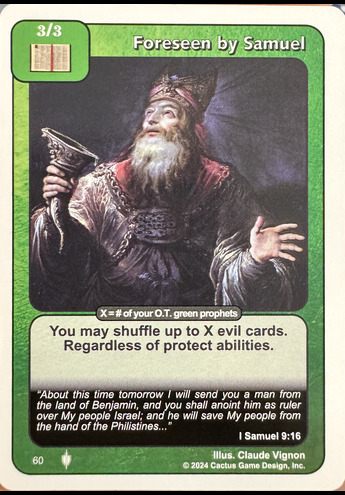 3/3
Foreseen by Samuel
X = # of your O.T. green prophets
You may shuffle up to X evil cards.
Regardless of protect abilities.
"About this time tomorrow I will send you a man from
the land of Benjamin, and you shall anoint him as ruler
over My people Israel; and he will save My people from
the hand of the Philistines..."
I Samuel 9:16
Illus. Claude Vignon
60
© 2024 Cactus Game Design, Inc.